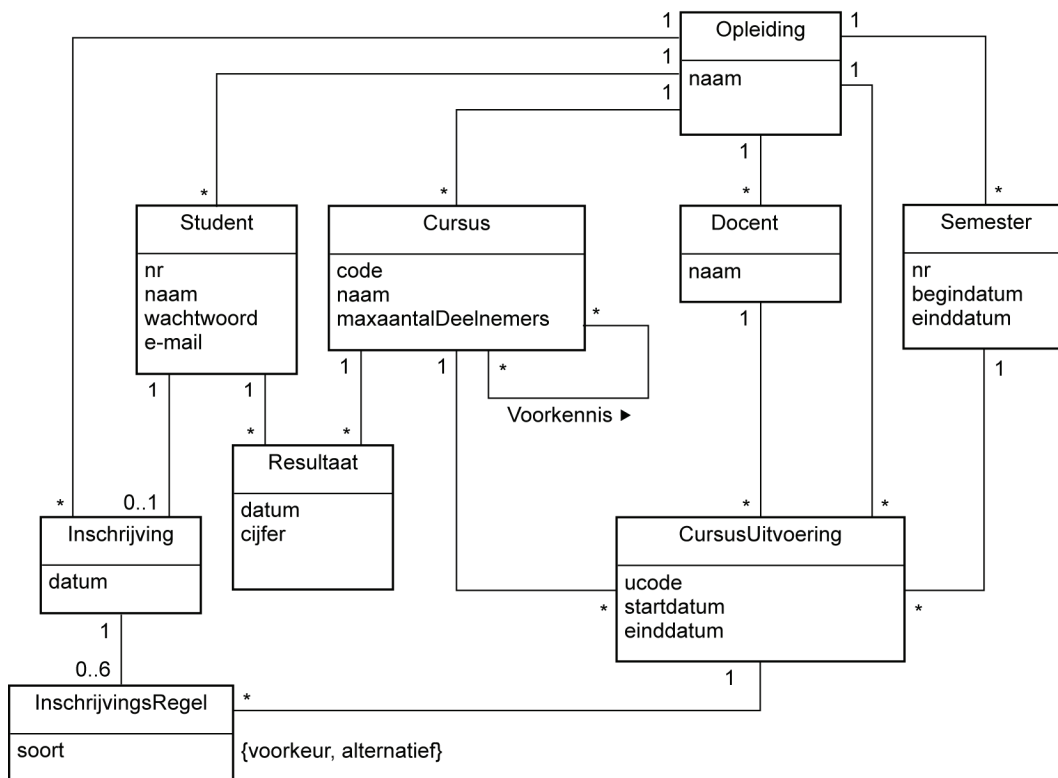 Opleiding
naam
1
1
1
1
1
1
*
*
*
*
Student
nr
naam
wachtwoord
e-mail
Cursus
code
naam
maxaantalDeelnemers
Docent
naam
Semester
nr
begindatum
einddatum
*
*
Voorkennis ▶
1
1
1
1
1
1
*
*
Resultaat
datum
cijfer
*
0..1
*
*
Inschrijving
datum
CursusUitvoering
ucode
startdatum
einddatum
*
*
1
0..6
1
*
InschrijvingsRegel
soort
{voorkeur, alternatief}